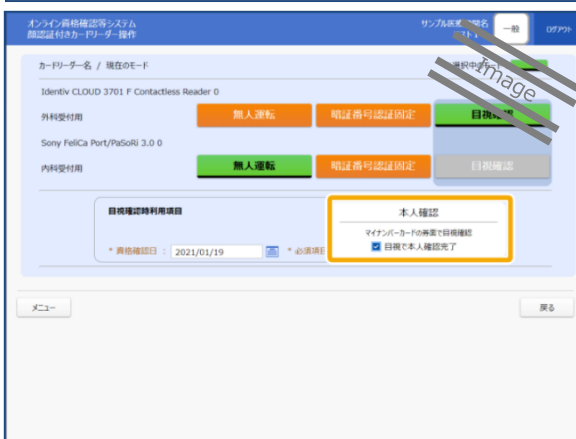 オンライン資格確認等システム
顔認証付きカードリーダー操作
サンプル医療機関名
テスト
一般
ログアウト
カードリーダー名 / 現在のモード
選択中のモード
Identiv CLOUD 3701 F Contactless Reader 0
外科受付用
無人運転
暗証番号認証固定
目視確認
Image
Sony FeliCa Port/PaSoRi 3.0 0
内科受付用
無人運転
暗証番号認証固定
目視確認
目視確認時利用項目
* 資格確認日 : 2021/01/19
* 必須項目
本人確認
マイナンバーカードの券面で目視確認
目視で本人確認完了
メニュー
戻る